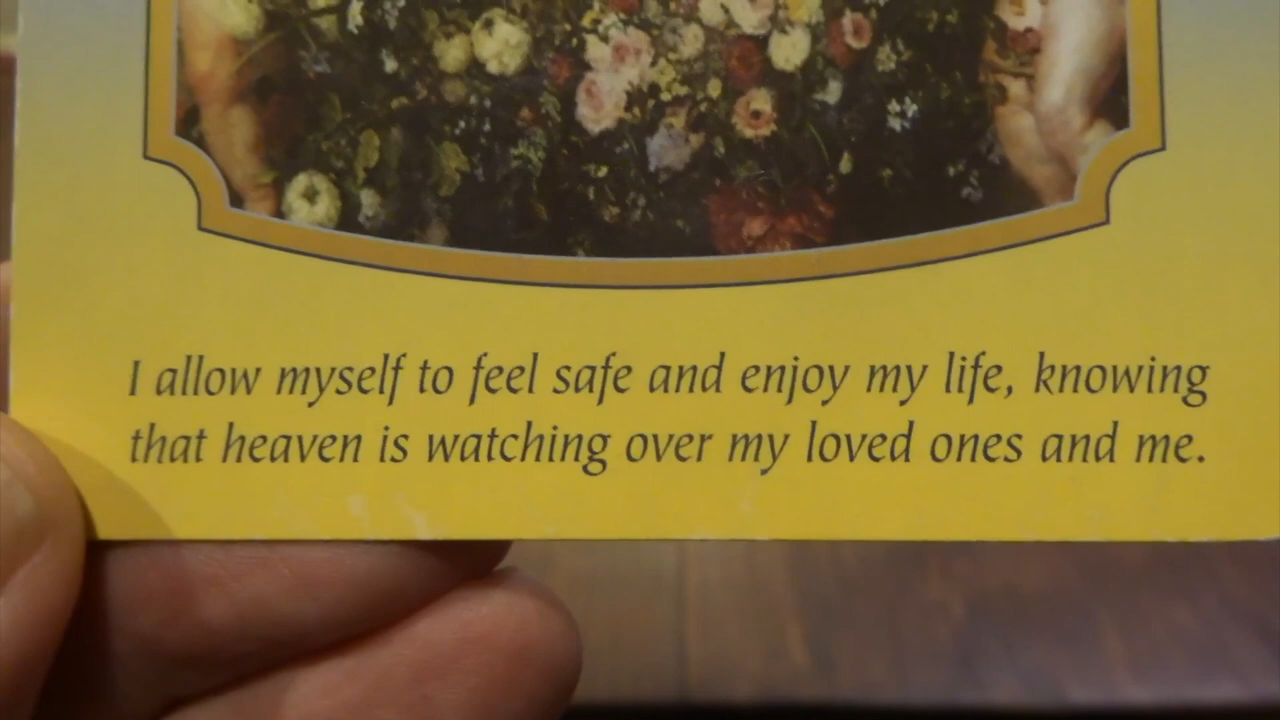 I allow myself to feel safe and enjoy my life, knowing
that heaven is watching over my loved ones and me.